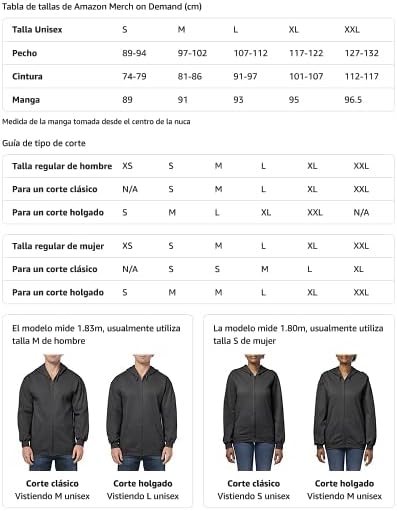 Tabla de tallas de Amazon Merch on Demand (cm)
Talla Unisex S M L XL XXL
Pecho 89-94 97-102 107-112 117-122 127-132
Cintura 74-79 81-86 91-97 101-107 112-117
Manga 89 91 93 95 96.5
Medida de la manga tomada desde el centro de la nuca
Guía de tipo de corte
Talla regular de hombre XS S M L XL XXL
Para un corte clásico N/A S M L XL XXL
Para un corte holgado S M L XL XXL N/A
Talla regular de mujer XS S M L XL XXL
Para un corte clásico N/A S S M L XL
Para un corte holgado S M M L XL XXL
El modelo mide 1.83m, usualmente utiliza
talla M de hombre
Corte clásico Corte holgado
Vistiendo M unisex Vistiendo L unisex
La modelo mide 1.80m, usualmente utiliza
talla S de mujer
Corte clásico Corte holgado
Vistiendo S unisex Vistiendo M unisex